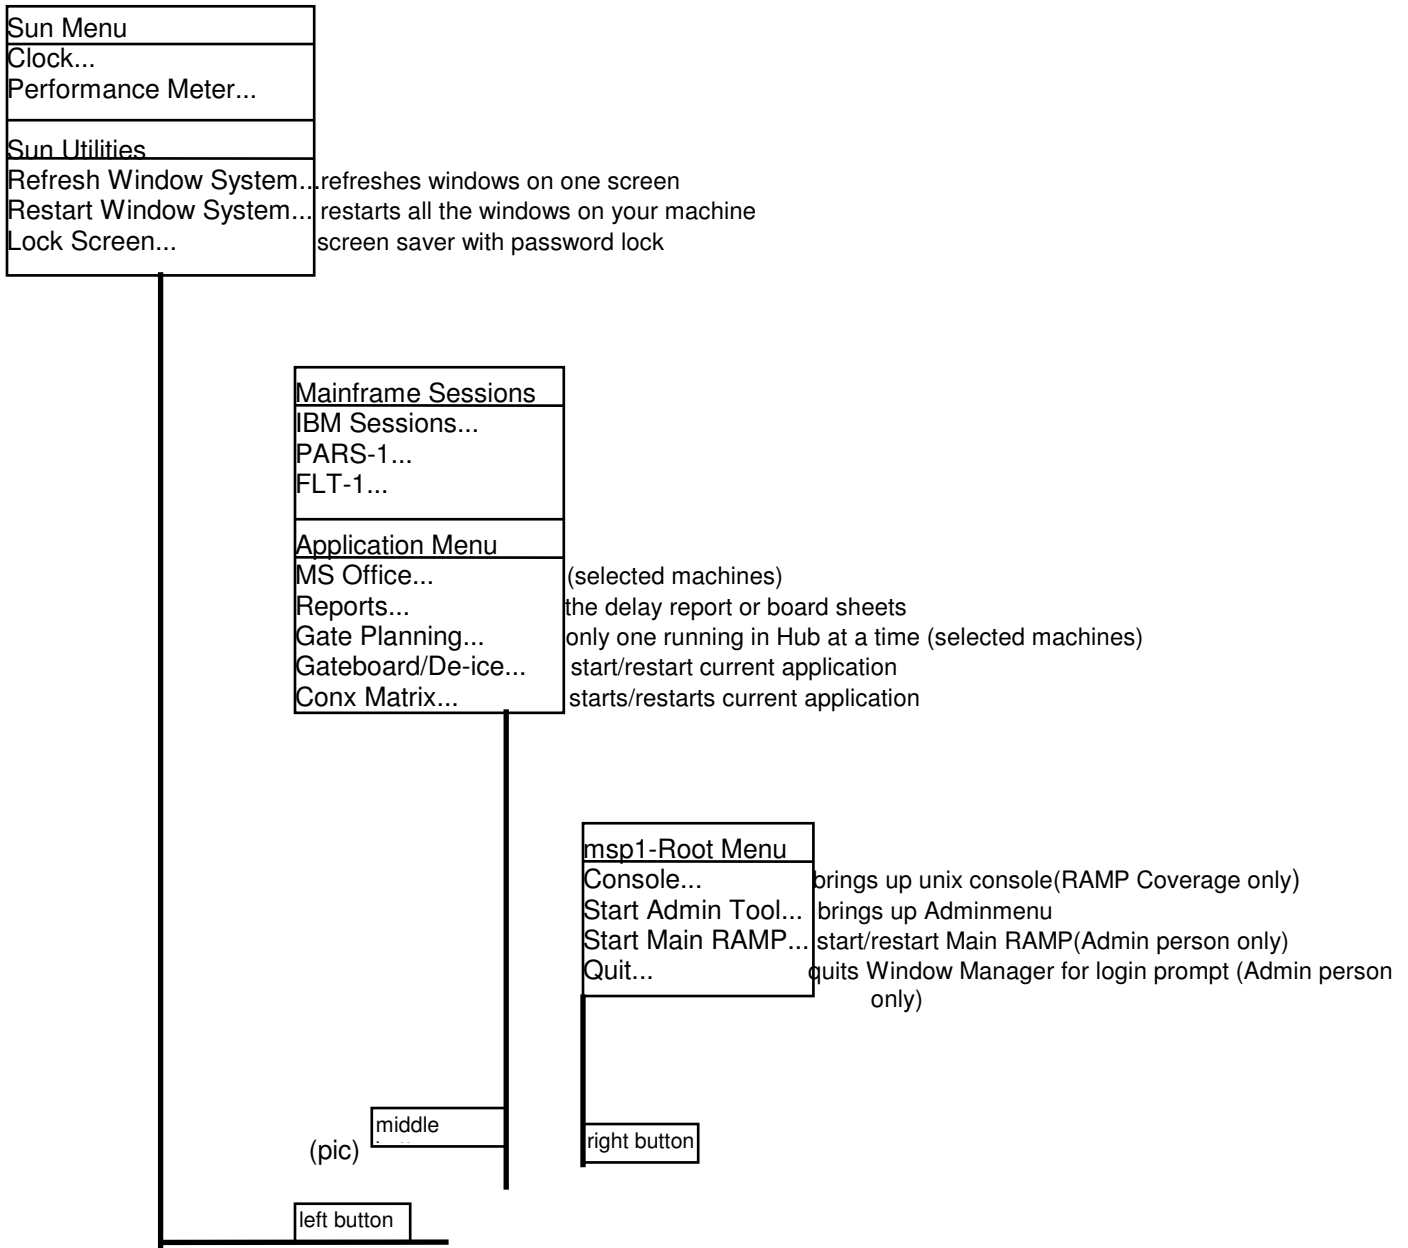 Sun Menu
Clock...
Performance Meter...
Sun Utilities
Refresh Window System... refreshes windows on one screen
Restart Window System... restarts all the windows on your machine
Lock Screen... screen saver with password lock
Mainframe Sessions
IBM Sessions...
PARS-1...
FLT-1...
Application Menu
MS Office... (selected machines)
Reports... the delay report or board sheets
Gate Planning... only one running in Hub at a time (selected machines)
Gateboard/De-ice... start/restart current application
Conx Matrix... starts/restarts current application
msp1-Root Menu
Console... brings up unix console(RAMP Coverage only)
Start Admin Tool... brings up Adminmenu
Start Main RAMP... start/restart Main RAMP(Admin person only)
Quit... quits Window Manager for login prompt (Admin person
only)
middle
(pic)
right button
left button